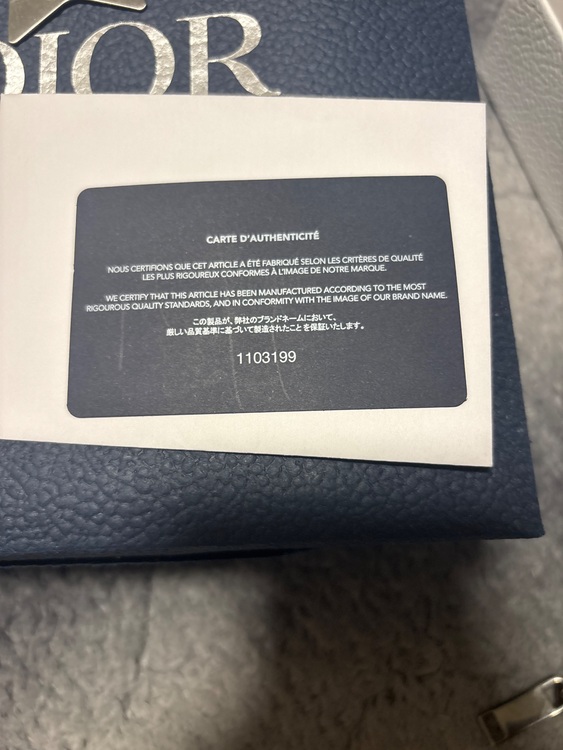 DIOR
CARTE D'AUTHENTICITÉ
NOUS CERTIFIONS QUE CET ARTICLE A ÉTÉ FABRIQUÉ SELON LES CRITÈRES DE QUALITÉ
LES PLUS RIGOUREUX CONFORMES À L'IMAGE DE NOTRE MARQUE.
WE CERTIFY THAT THIS ARTICLE HAS BEEN MANUFACTURED ACCORDING TO THE MOST
RIGOUROUS QUALITY STANDARDS, AND IN CONFORMITY WITH THE IMAGE OF OUR BRAND NAME.
この製品が、弊社のブランドネームにおいて、
厳しい品質基準に基づいて製造されたことを保証いたします。
1103199